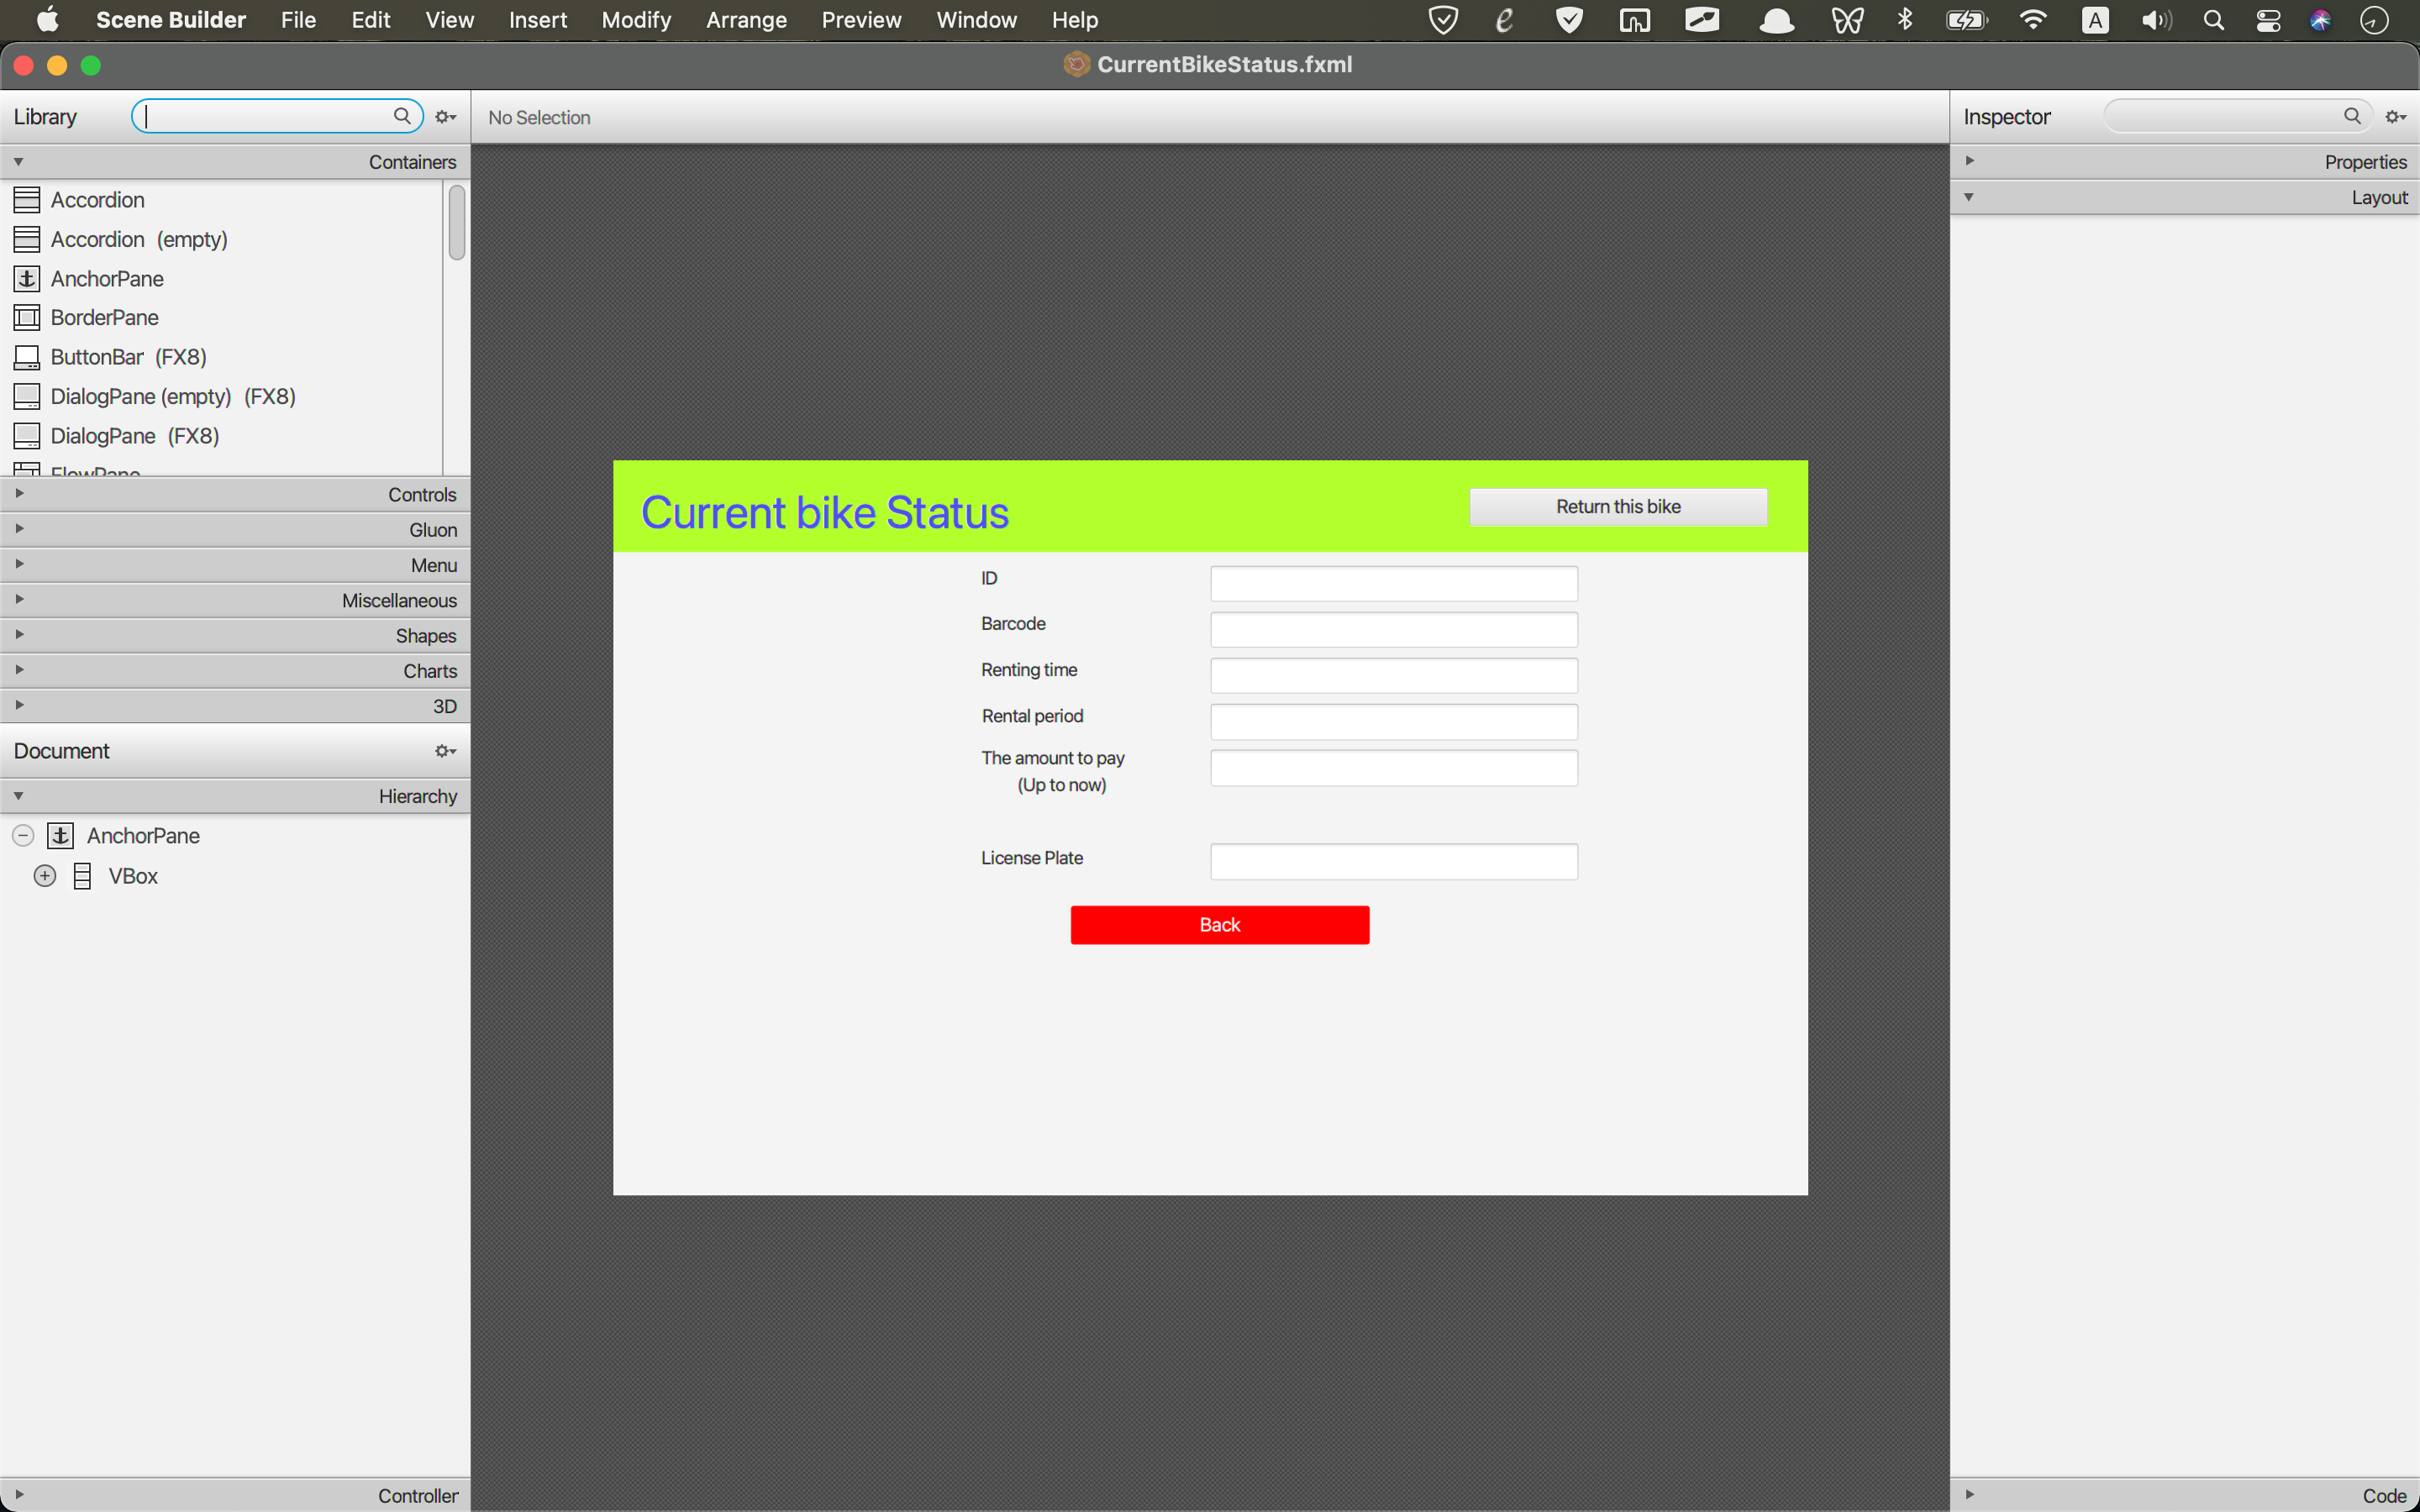 Scene Builder File Edit View Insert Modify Arrange Preview Window Help
CurrentBikeStatus.fxml
Library
No Selection
Inspector
Containers
Properties
Layout
Accordion
Accordion (empty)
AnchorPane
BorderPane
ButtonBar (FX8)
DialogPane (empty) (FX8)
DialogPane (FX8)
FlowPane
Controls
Gluon
Menu
Miscellaneous
Shapes
Charts
3D
Document
Hierarchy
AnchorPane
VBox
Controller
Current bike Status
Return this bike
ID
Barcode
Renting time
Rental period
The amount to pay
(Up to now)
License Plate
Back
Code